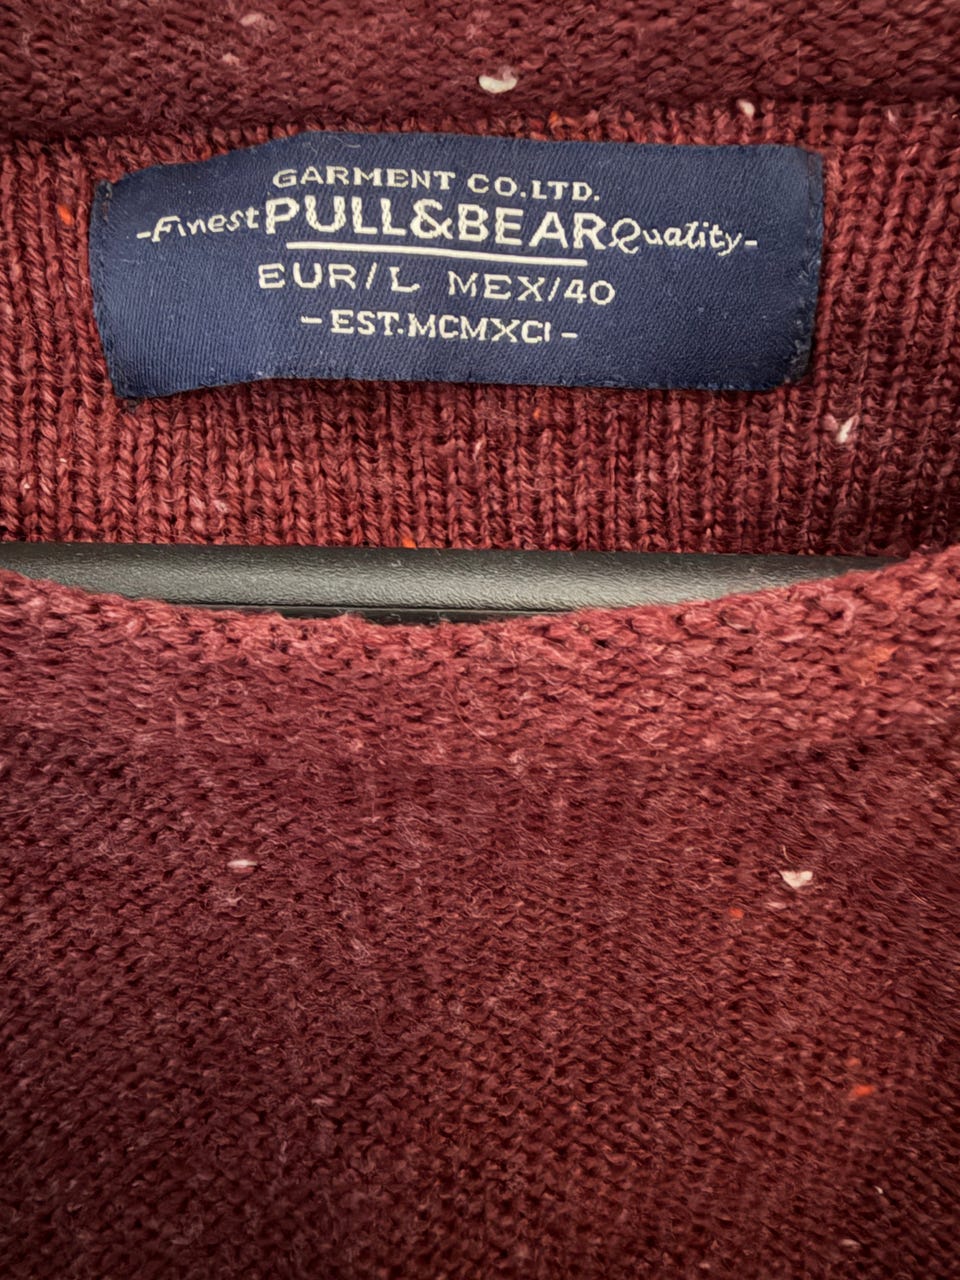 GARMENT CO.LTD.
-Finest PULL&BEAR Quality-
EUR/L MEX/40
- EST.MCMXCI -